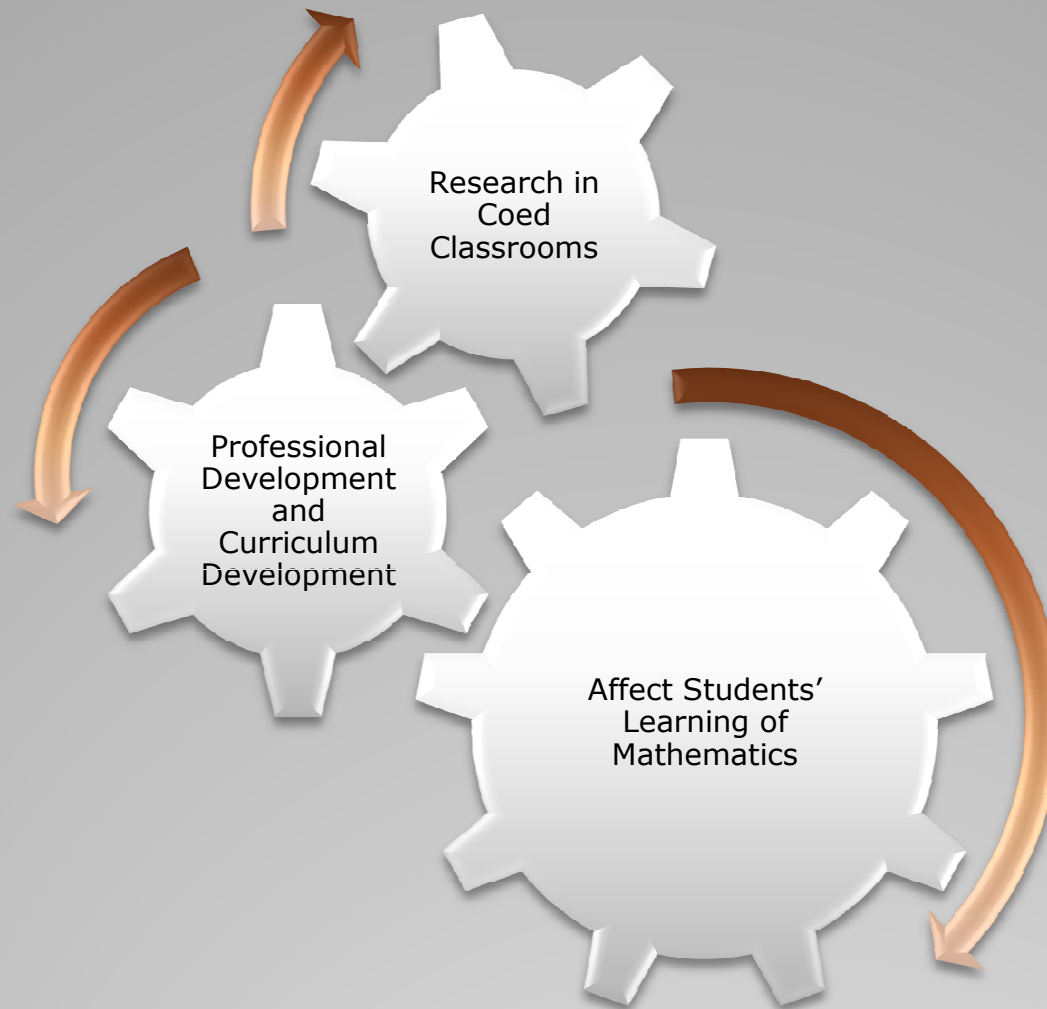 Research in
Coed
Classrooms
Professional
Development
and
Curriculum
Development
Affect Students’
Learning of
Mathematics